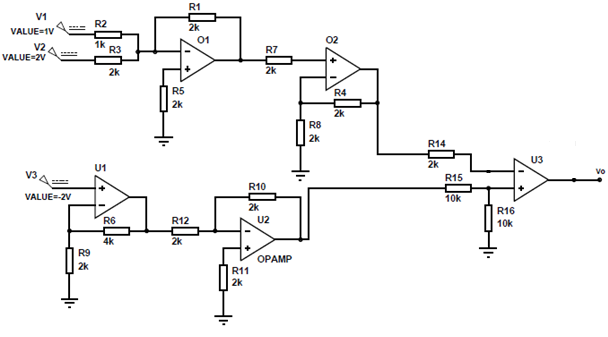 V1
VALUE=1V
R2
1k
V2
VALUE=2V
R3
2k
R1
2k
O1
R5
2k
R7
2k
O2
R4
2k
R8
2k
R14
2k
U3
Vo
R15
10k
R16
10k
V3
VALUE=-2V
U1
R6
4k
R9
2k
R12
2k
R10
2k
U2
OPAMP
R11
2k